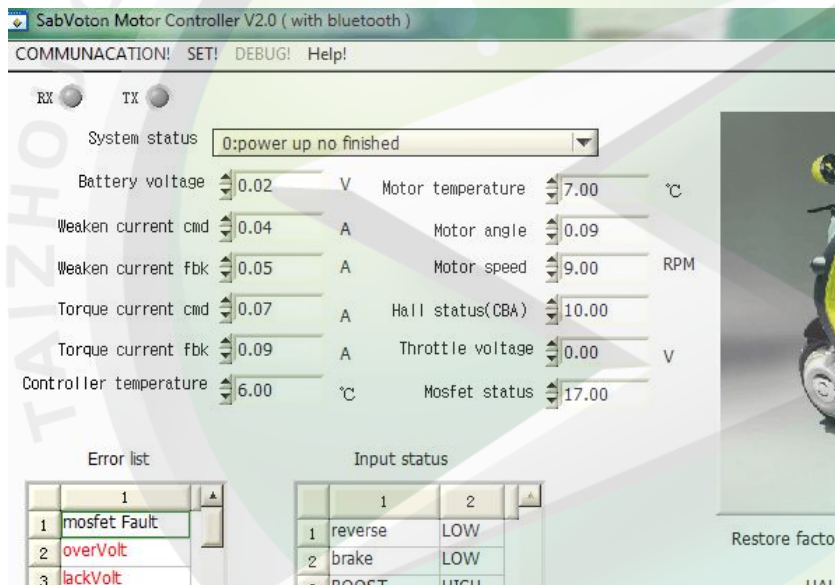 SabVoton Motor Controller V2.0 ( with bluetooth )
COMMUNACATION! SET! DEBUG! Help!
RX TX
System status 0:power up no finished
Battery voltage 0.02 V Motor temperature 7.00 ℃
Weaken current cmd 0.04 A Motor angle 0.09
Weaken current fbk 0.05 A Motor speed 9.00 RPM
Torque current cmd 0.07 A Hall status(CBA) 10.00
Torque current fbk 0.09 A Throttle voltage 0.00 V
Controller temperature 6.00 ℃ Mosfet status 17.00
Error list Input status
1 1 2
1 mosfet Fault 1 reverse LOW
2 overVolt 2 brake LOW
3 lackVolt BOOST HIGH
Restore facto
TAIZHO